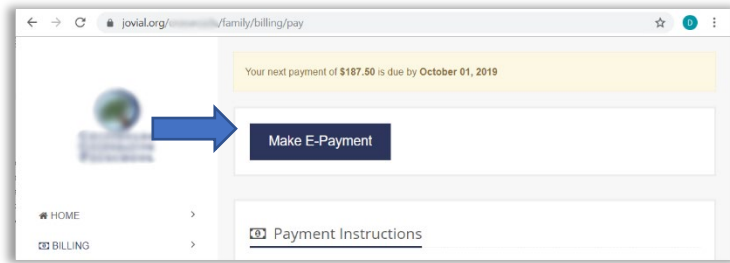 jovial.org/ /family/billing/pay
D
Your next payment of $187.50 is due by October 01, 2019
Make E-Payment
HOME
BILLING
Payment Instructions